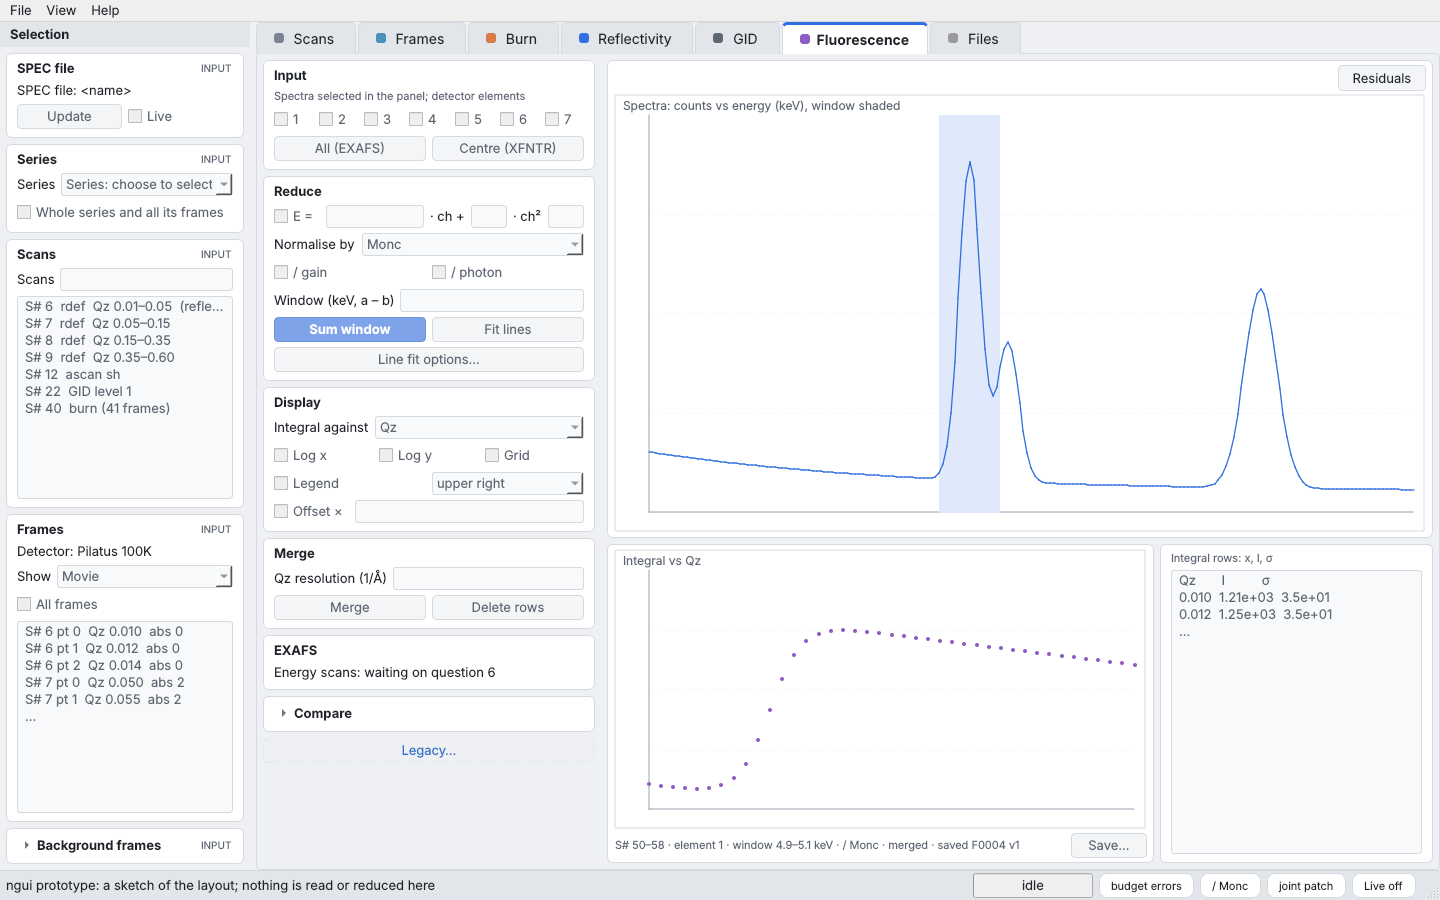 File View Help
Selection
SPEC file INPUT
SPEC file: <name>
Update Live
Series INPUT
Series Series: choose to select
Whole series and all its frames
Scans INPUT
Scans
S# 6 rdef Qz 0.01–0.05 (refle...
S# 7 rdef Qz 0.05–0.15
S# 8 rdef Qz 0.15–0.35
S# 9 rdef Qz 0.35–0.60
S# 12 ascan sh
S# 22 GID level 1
S# 40 burn (41 frames)
Frames INPUT
Detector: Pilatus 100K
Show Movie
All frames
S# 6 pt 0 Qz 0.010 abs 0
S# 6 pt 1 Qz 0.012 abs 0
S# 6 pt 2 Qz 0.014 abs 0
S# 7 pt 0 Qz 0.050 abs 2
S# 7 pt 1 Qz 0.055 abs 2
...
Background frames INPUT
Scans Frames Burn Reflectivity GID Fluorescence Files
Input
Spectra selected in the panel; detector elements
1 2 3 4 5 6 7
All (EXAFS) Centre (XFNTR)
Reduce
E = · ch + · ch²
Normalise by Monc
/ gain / photon
Window (keV, a – b)
Sum window Fit lines
Line fit options...
Display
Integral against Qz
Log x Log y Grid
Legend upper right
Offset ×
Merge
Qz resolution (1/Å)
Merge Delete rows
EXAFS
Energy scans: waiting on question 6
Compare
Legacy...
Residuals
Spectra: counts vs energy (keV), window shaded
Integral vs Qz
S# 50–58 · element 1 · window 4.9–5.1 keV · / Monc · merged · saved F0004 v1
Save...
Integral rows: x, I, σ
Qz I σ
0.010 1.21e+03 3.5e+01
0.012 1.25e+03 3.5e+01
...
ngui prototype: a sketch of the layout; nothing is read or reduced here
idle budget errors / Monc joint patch Live off